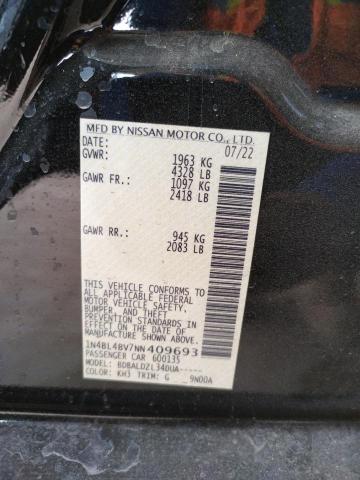 MFD BY NISSAN MOTOR CO., LTD.
DATE: 07/22
GVWR: 1963 KG
4328 LB
GAWR FR.: 1097 KG
2418 LB
GAWR RR.: 945 KG
2083 LB
THIS VEHICLE CONFORMS TO
ALL APPLICABLE FEDERAL
MOTOR VEHICLE SAFETY,
BUMPER, AND THEFT
PREVENTION STANDARDS IN
EFFECT ON THE DATE OF
MANUFACTURE SHOWN ABOVE.
1N4BL4BV7NN409693
PASSENGER CAR 600135
MODEL: BDBALDZL34DUA-----
COLOR: KH3 TRIM: G _9N00A